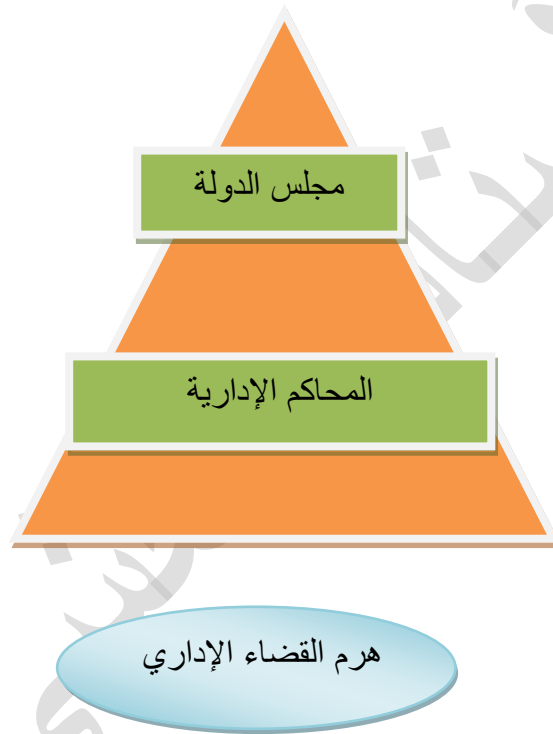 مجلس الدولة
المحاكم الإدارية
هرم القضاء الإداري